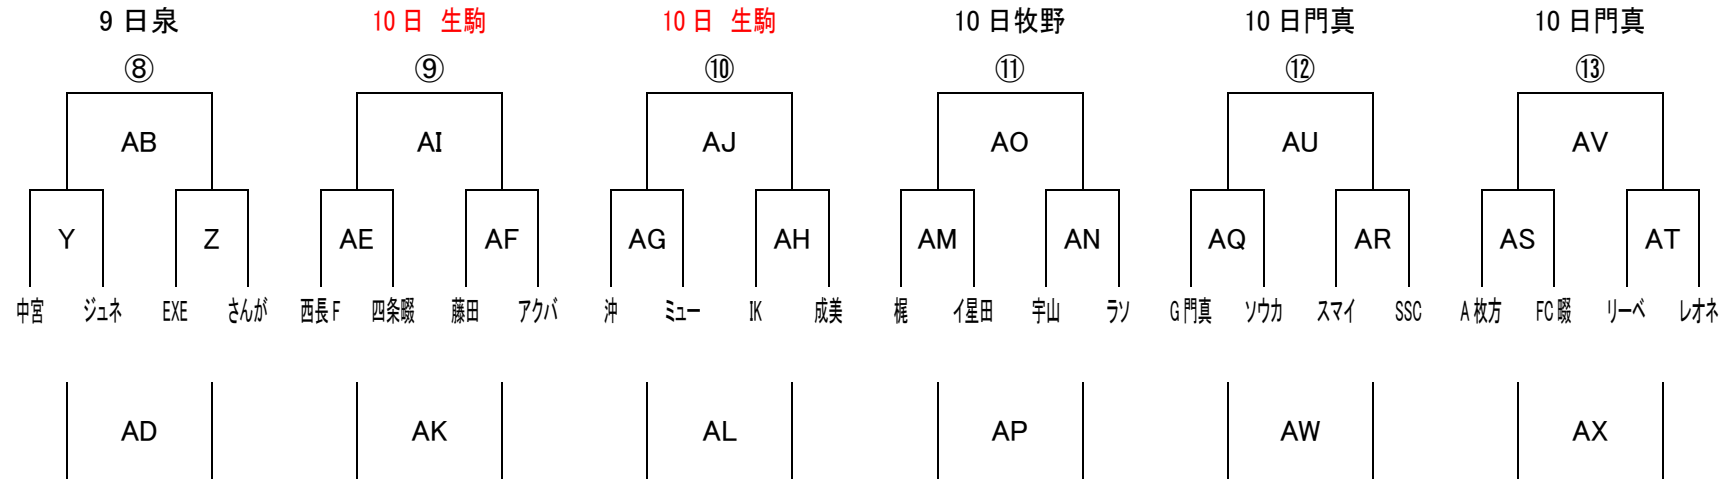 9日泉 10日 生駒 10日 生駒 10日牧野 10日門真 10日門真
⑧ ⑨ ⑩ ⑪ ⑫ ⑬
AB AI AJ AO AU AV
Y Z AE AF AG AH AM AN AQ AR AS AT
中宮 ジュネ EXE さんが 西長F 四条畷 藤田 アクバ 沖 ミュー IK 成美 梶 イ星田 宇山 ラソ G門真 ソウカ スマイ SSC A枚方 FC畷 リーベ レオネ
AD AK AL AP AW AX